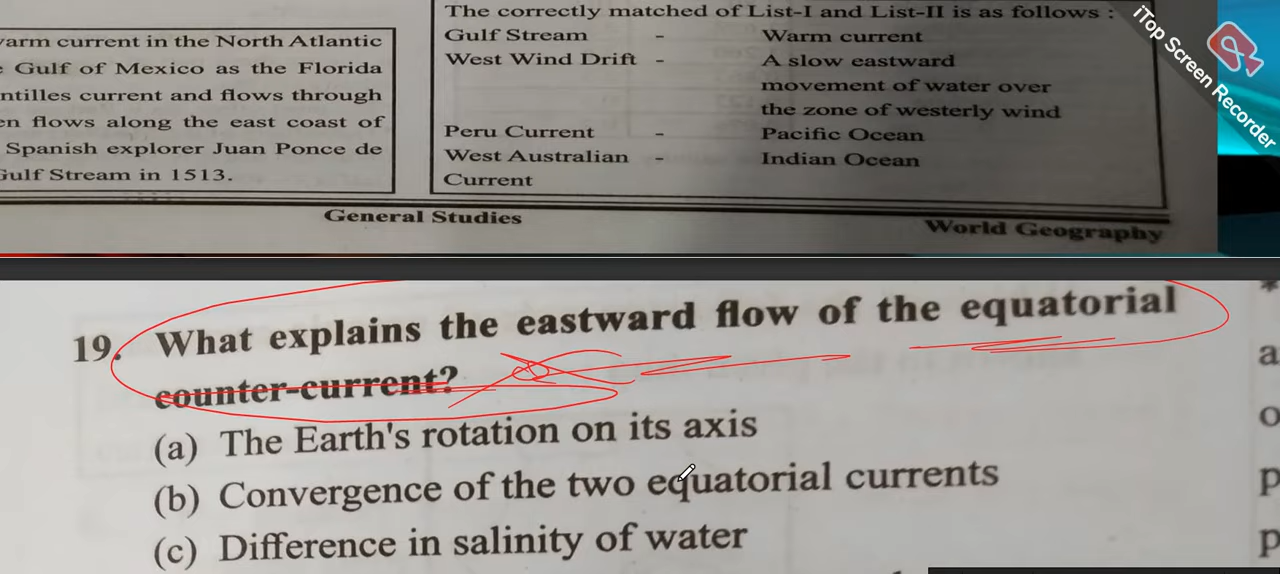 The correctly matched of List-I and List-II is as follows :
Gulf Stream - Warm current
West Wind Drift - A slow eastward
movement of water over
the zone of westerly wind
Peru Current - Pacific Ocean
West Australian - Indian Ocean
Current
current in the North Atlantic
Gulf of Mexico as the Florida
current and flows through
flows along the east coast of
Spanish explorer Juan Ponce de
Stream in 1513.
General Studies
World Geography
iTop Screen Recorder
19. What explains the eastward flow of the equatorial
counter-current?
(a) The Earth's rotation on its axis
(b) Convergence of the two equatorial currents
(c) Difference in salinity of water